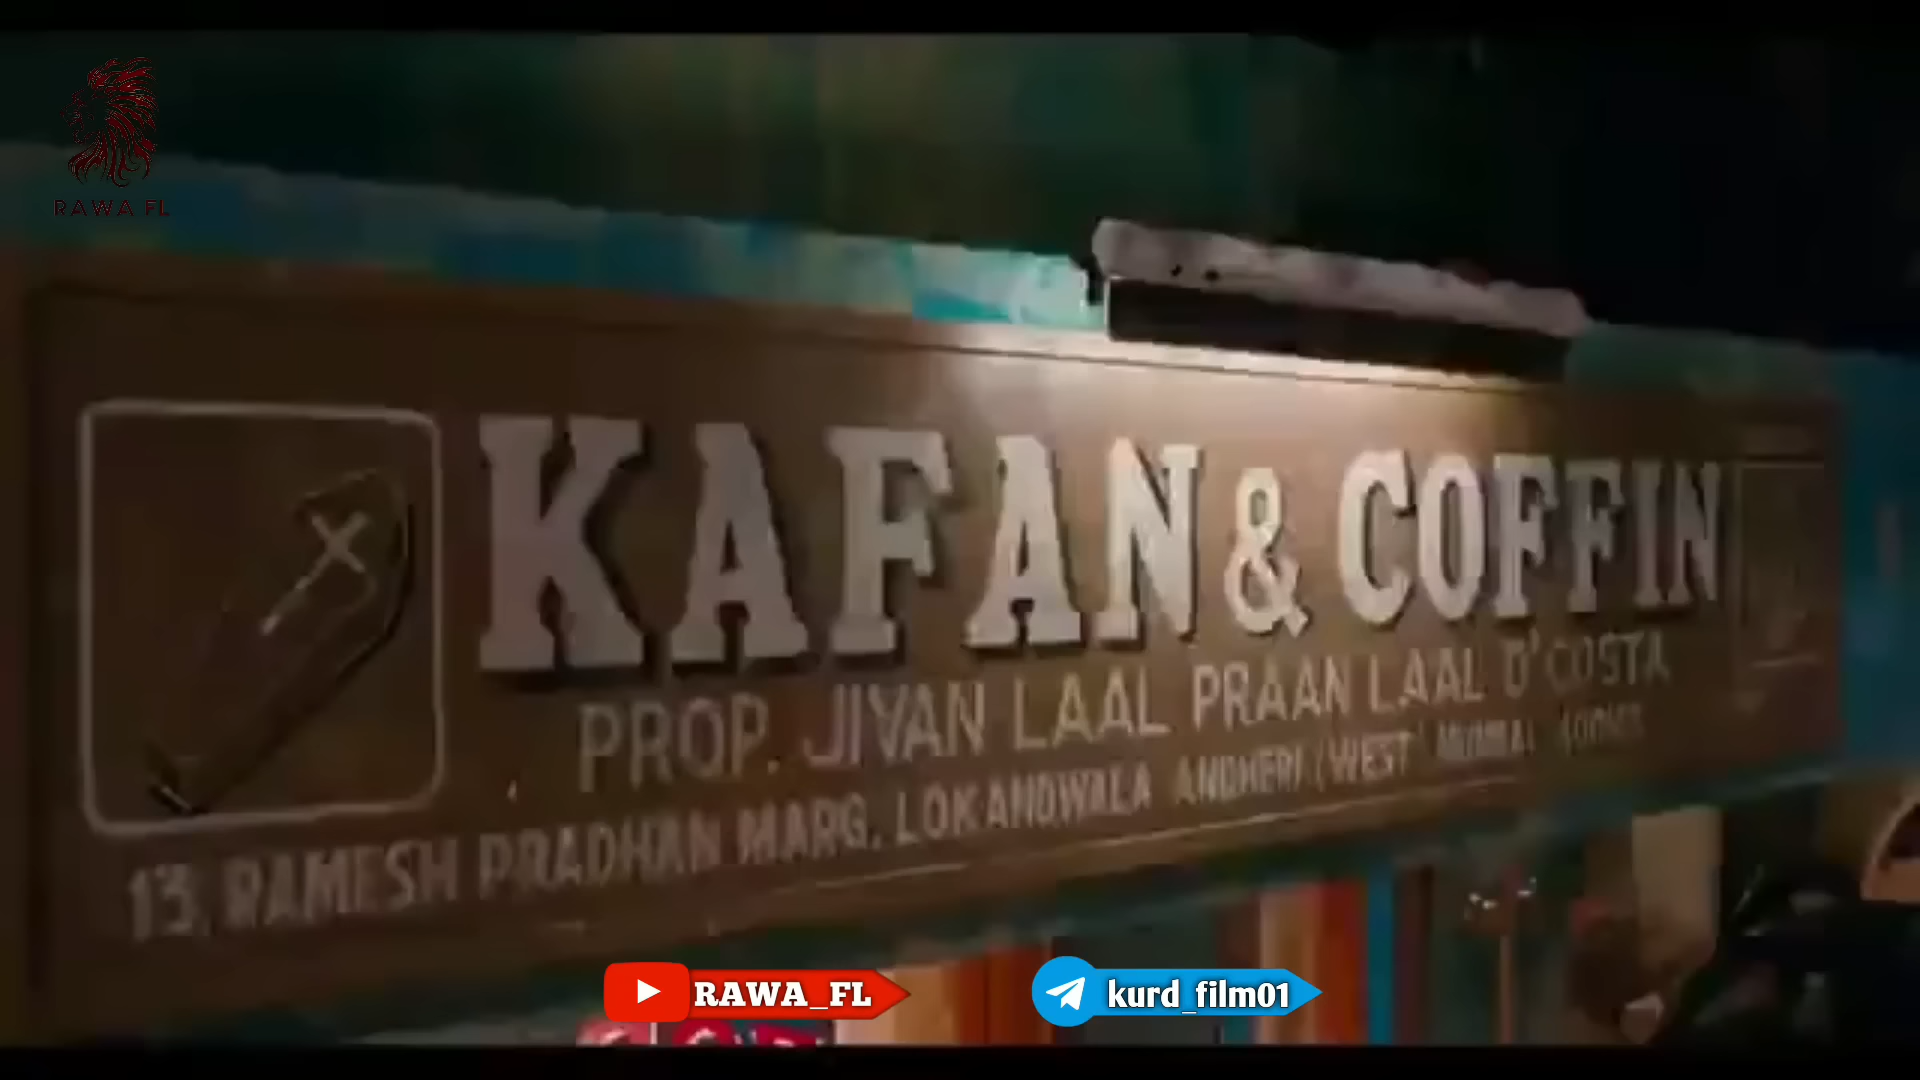 RAWA FL
KAFAN & COFFIN
PROP. JIVAN LAAL PRAAN LAAL D'COSTA
13, RAMESH PRADHAN MARG. LOKANDWALA ANDHERI (WEST) MUMBAI
RAWA_FL
kurd_film01